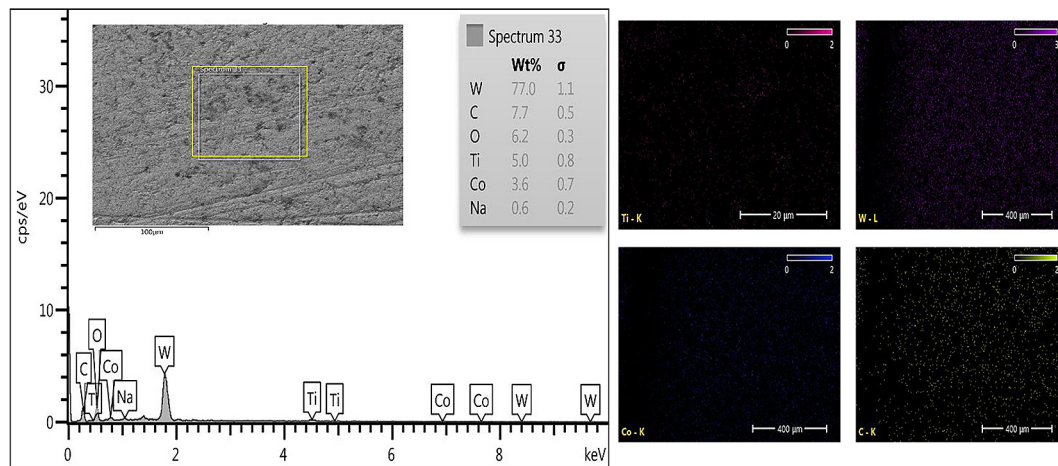 cps/eV
30
20
10
0
Spectrum 33
100µm
Spectrum 33
Wt% σ
W 77.0 1.1
C 7.7 0.5
O 6.2 0.3
Ti 5.0 0.8
Co 3.6 0.7
Na 0.6 0.2
O
C
Co
Ti
Na
W
Ti
Ti
Co
Co
W
W
0 2 4 6 8 keV
0 2
Ti - K
20 µm
0
W - L
400 µm
0 2
Co - K
400 µm
0 2
C - K
400 µm